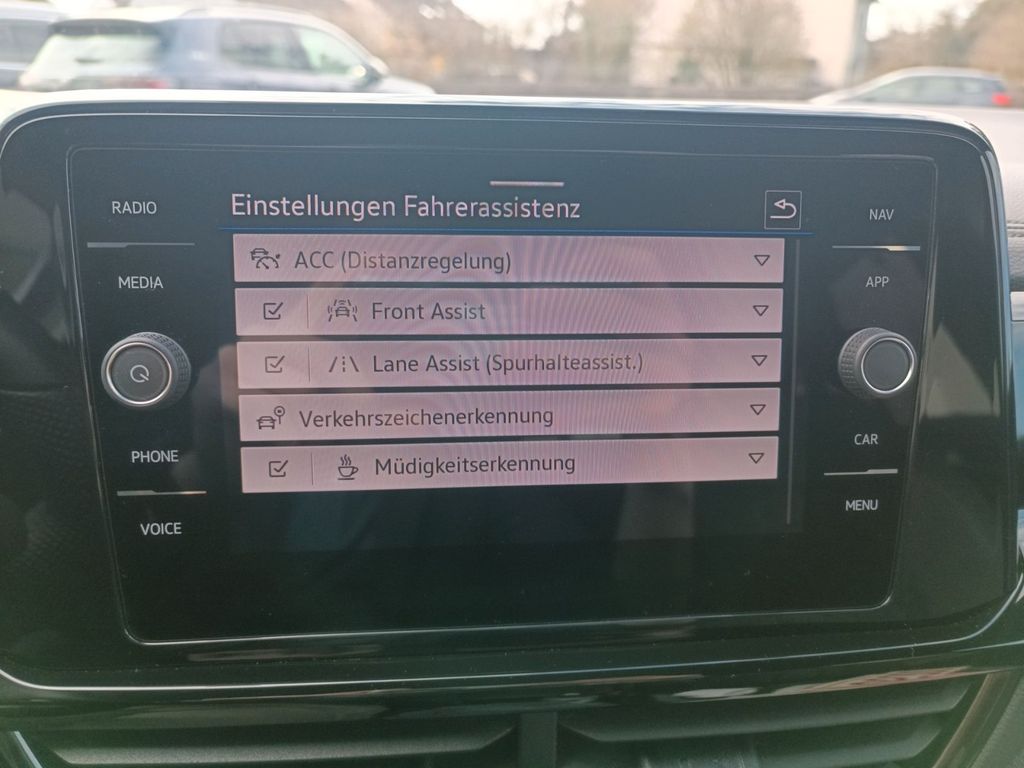 Einstellungen Fahrerassistenz
ACC (Distanzregelung)
Front Assist
Lane Assist (Spurhalteassist.)
Verkehrszeichenerkennung
Müdigkeitserkennung
RADIO
MEDIA
PHONE
VOICE
NAV
APP
CAR
MENU